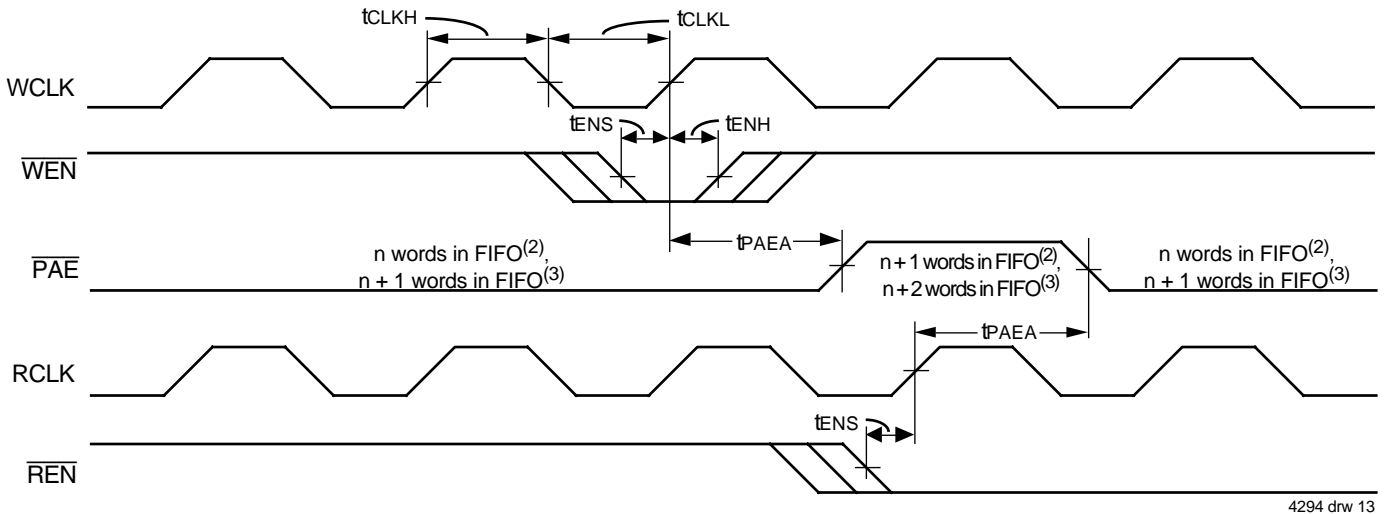 tCLKH
tCLKL
WCLK
tENS
tENH
WEN
tPAEA
PAE
n words in FIFO(2),
n + 1 words in FIFO(3)
n + 1 words in FIFO(2),
n + 2 words in FIFO(3)
n words in FIFO(2),
n + 1 words in FIFO(3)
tPAEA
RCLK
tENS
REN
4294 drw 13